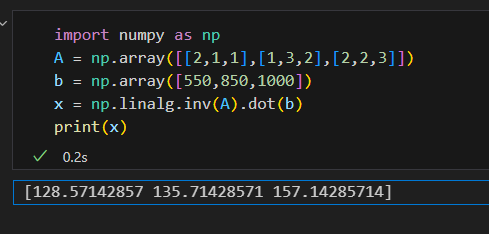 import numpy as np
A = np.array([[2,1,1],[1,3,2],[2,2,3]])
b = np.array([550,850,1000])
x = np.linalg.inv(A).dot(b)
print(x)
0.2s
[128.57142857 135.71428571 157.14285714]